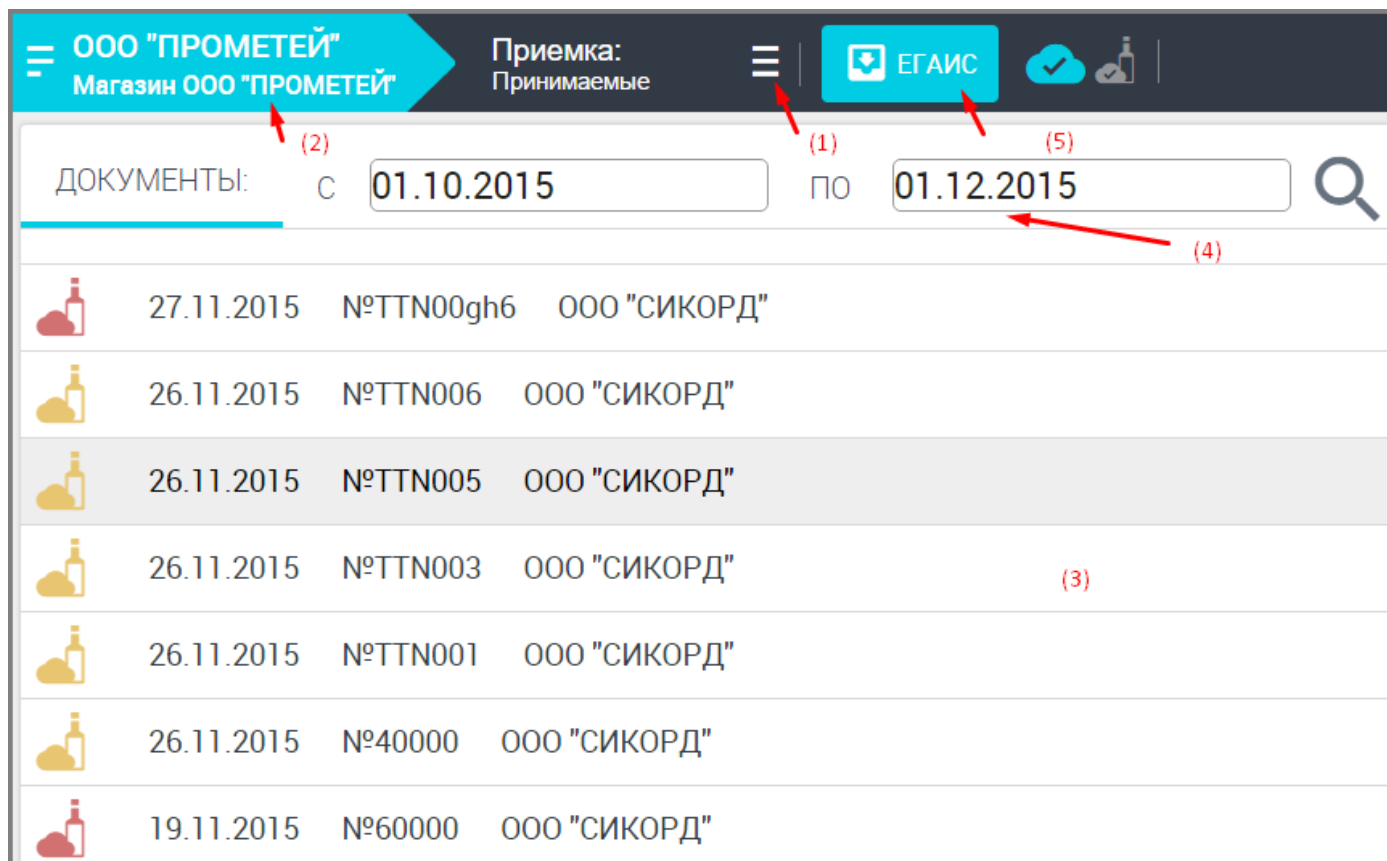 ООО "ПРОМЕТЕЙ"
Магазин ООО "ПРОМЕТЕЙ"
Приемка:
Принимаемые
ЕГАИС
(2)
(1)
(5)
ДОКУМЕНТЫ: С 01.10.2015 ПО 01.12.2015
(4)
27.11.2015 №TTN00gh6 ООО "СИКОРД"
26.11.2015 №TTN006 ООО "СИКОРД"
26.11.2015 №TTN005 ООО "СИКОРД"
26.11.2015 №TTN003 ООО "СИКОРД"
(3)
26.11.2015 №TTN001 ООО "СИКОРД"
26.11.2015 №40000 ООО "СИКОРД"
19.11.2015 №60000 ООО "СИКОРД"